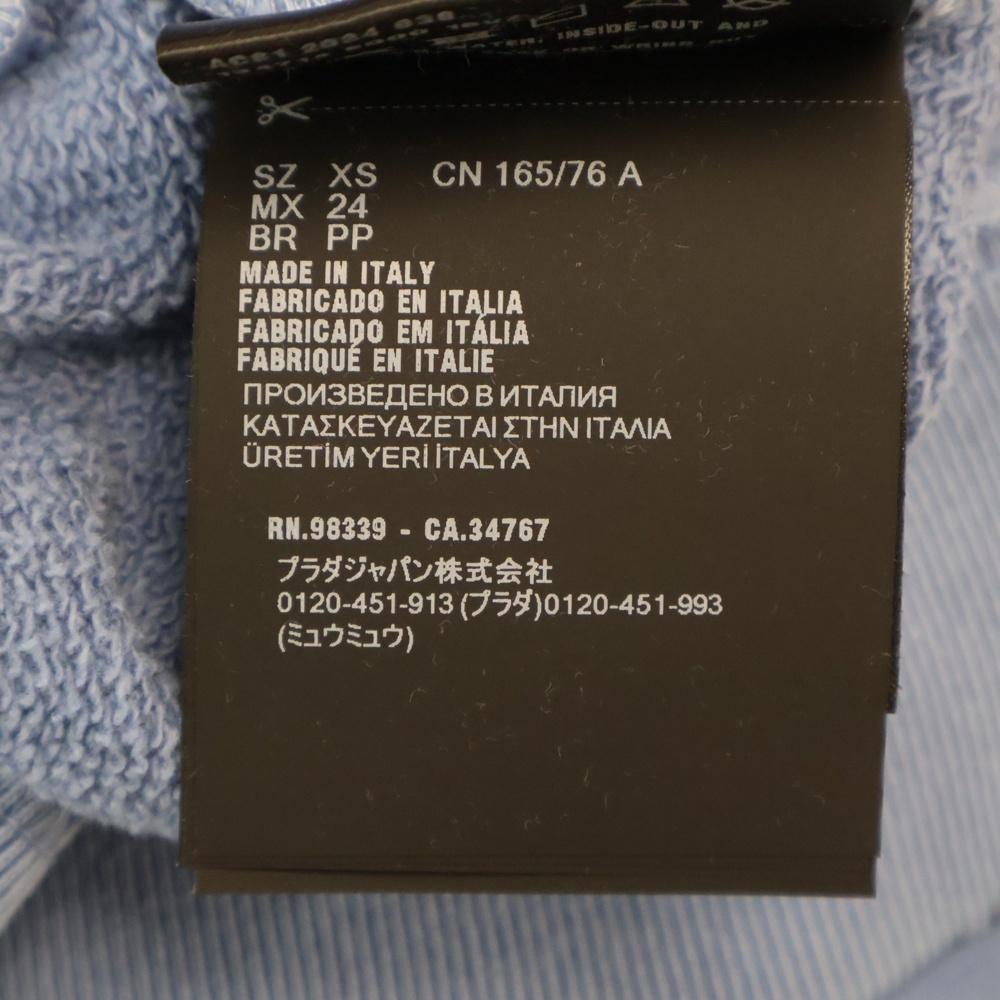 INSIDE-OUT AND
SZ XS CN 165/76 A
MX 24
BR PP
MADE IN ITALY
FABRICADO EN ITALIA
FABRICADO EM ITÁLIA
FABRIQUÉ EN ITALIE
ПРОИЗВЕДЕНО В ИТАЛИЯ
ΚΑΤΑΣΚΕΥΑΖΕΤΑΙ ΣΤΗΝ ΙΤΑΛΙΑ
ÜRETİM YERİ İTALYA
RN.98339 - CA.34767
プラダジャパン株式会社
0120-451-913 (プラダ)0120-451-993
(ミュウミュウ)